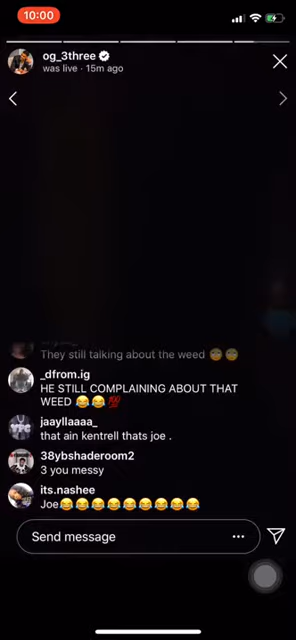 10:00
og_3three
was live · 15m ago
They still talking about the weed 🙄🙄
_dfrom.ig
HE STILL COMPLAINING ABOUT THAT
WEED 😂😂💯
jaayllaaaa_
that ain kentrell thats joe .
38ybshaderoom2
3 you messy
its.nashee
Joe😂😂😂😂😂😂😂😂😂
Send message